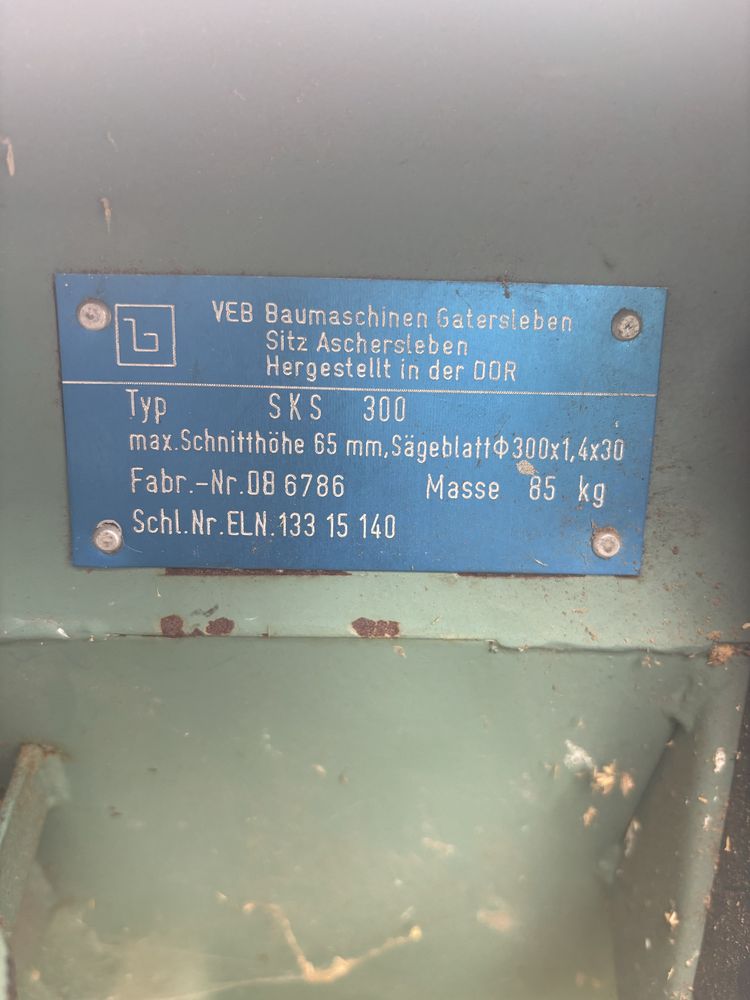 VEB Baumaschinen Gatersleben
Sitz Aschersleben
Hergestellt in der DDR
Typ SKS 300
max.Schnitthöhe 65 mm,SägeblattΦ300x1,4x30
Fabr.-Nr.08 6786 Masse 85 kg
Schl.Nr.ELN.133 15 140